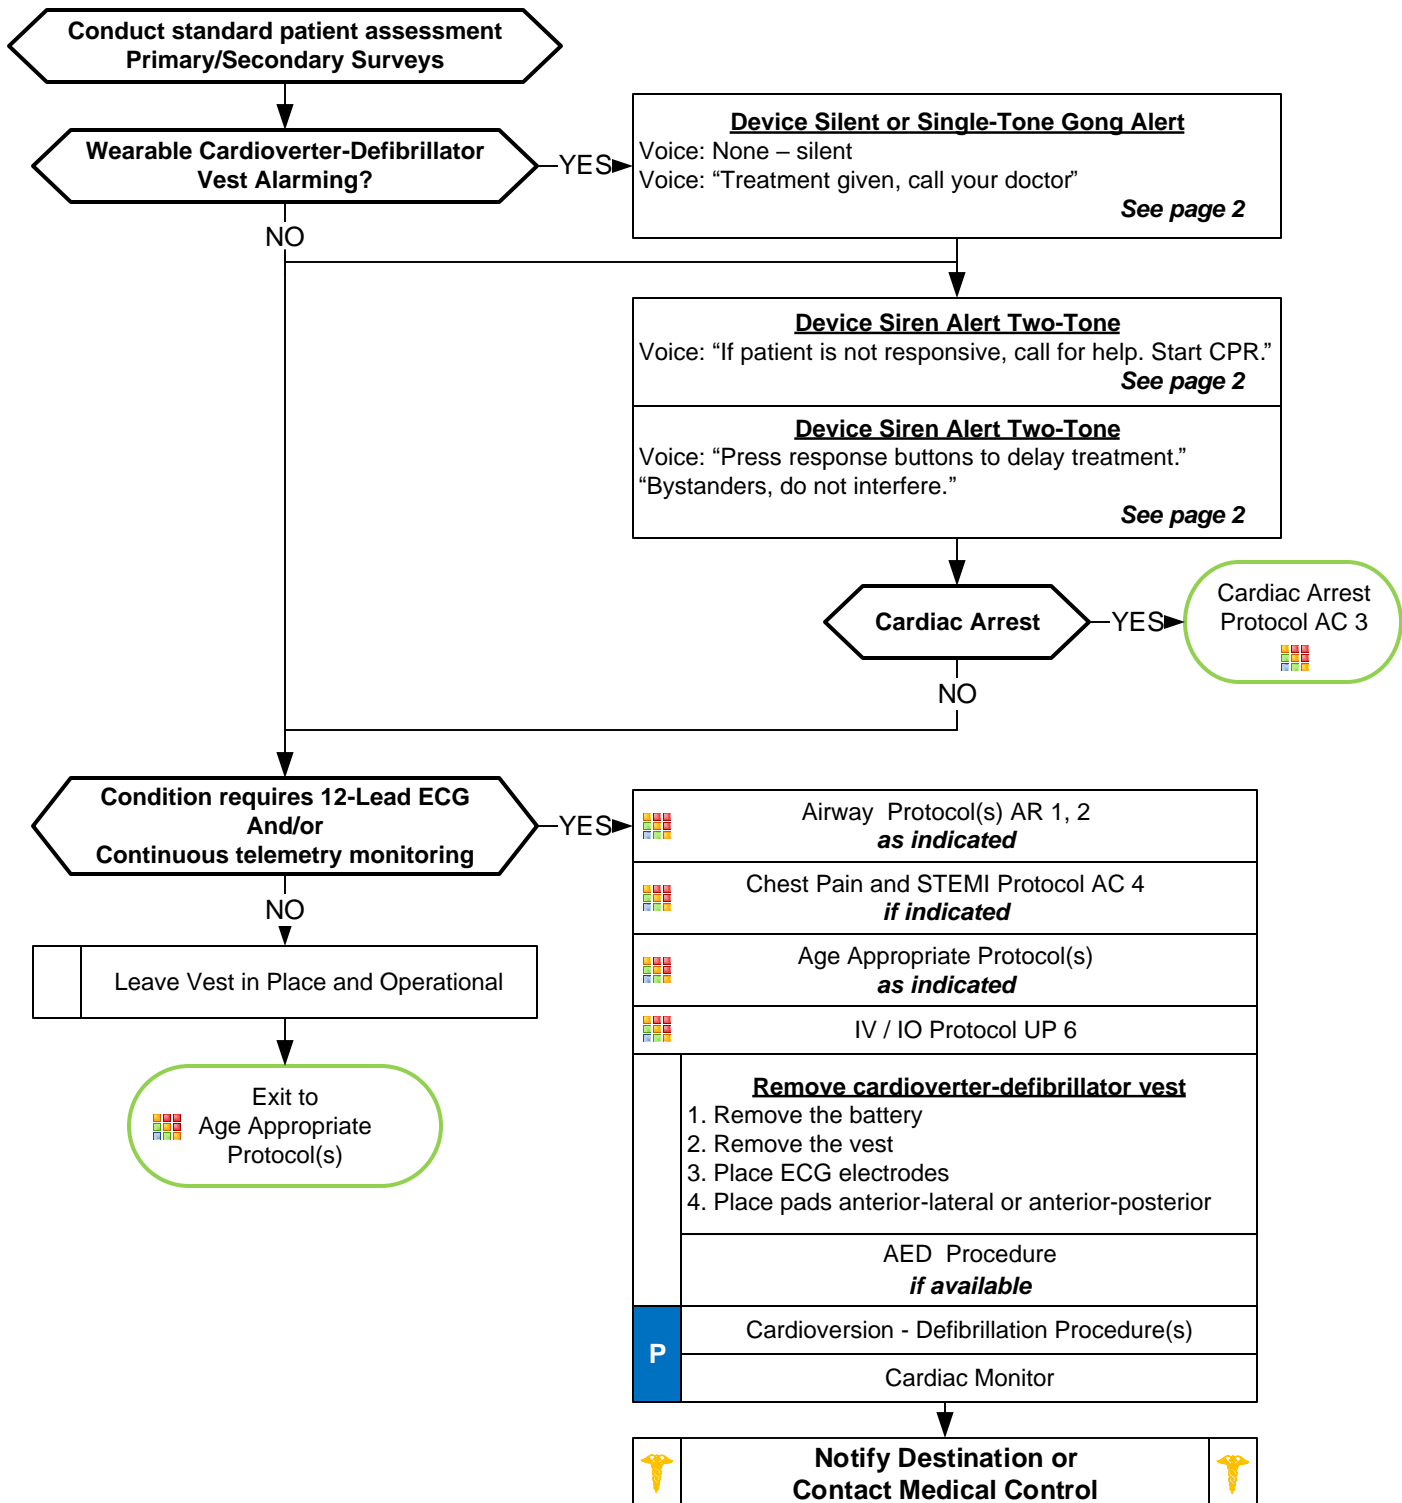 Conduct standard patient assessment
Primary/Secondary Surveys
Wearable Cardioverter-Defibrillator
Vest Alarming?
YES
NO
Device Silent or Single-Tone Gong Alert
Voice: None – silent
Voice: “Treatment given, call your doctor”
See page 2
Device Siren Alert Two-Tone
Voice: “If patient is not responsive, call for help. Start CPR.”
See page 2
Device Siren Alert Two-Tone
Voice: “Press response buttons to delay treatment.”
“Bystanders, do not interfere.”
See page 2
Cardiac Arrest
YES
Cardiac Arrest
Protocol AC 3
NO
Condition requires 12-Lead ECG
And/or
Continuous telemetry monitoring
YES
NO
Leave Vest in Place and Operational
Exit to
Age Appropriate
Protocol(s)
Airway Protocol(s) AR 1, 2
as indicated
Chest Pain and STEMI Protocol AC 4
if indicated
Age Appropriate Protocol(s)
as indicated
IV / IO Protocol UP 6
Remove cardioverter-defibrillator vest
1. Remove the battery
2. Remove the vest
3. Place ECG electrodes
4. Place pads anterior-lateral or anterior-posterior
AED Procedure
if available
P
Cardioversion - Defibrillation Procedure(s)
Cardiac Monitor
Notify Destination or
Contact Medical Control